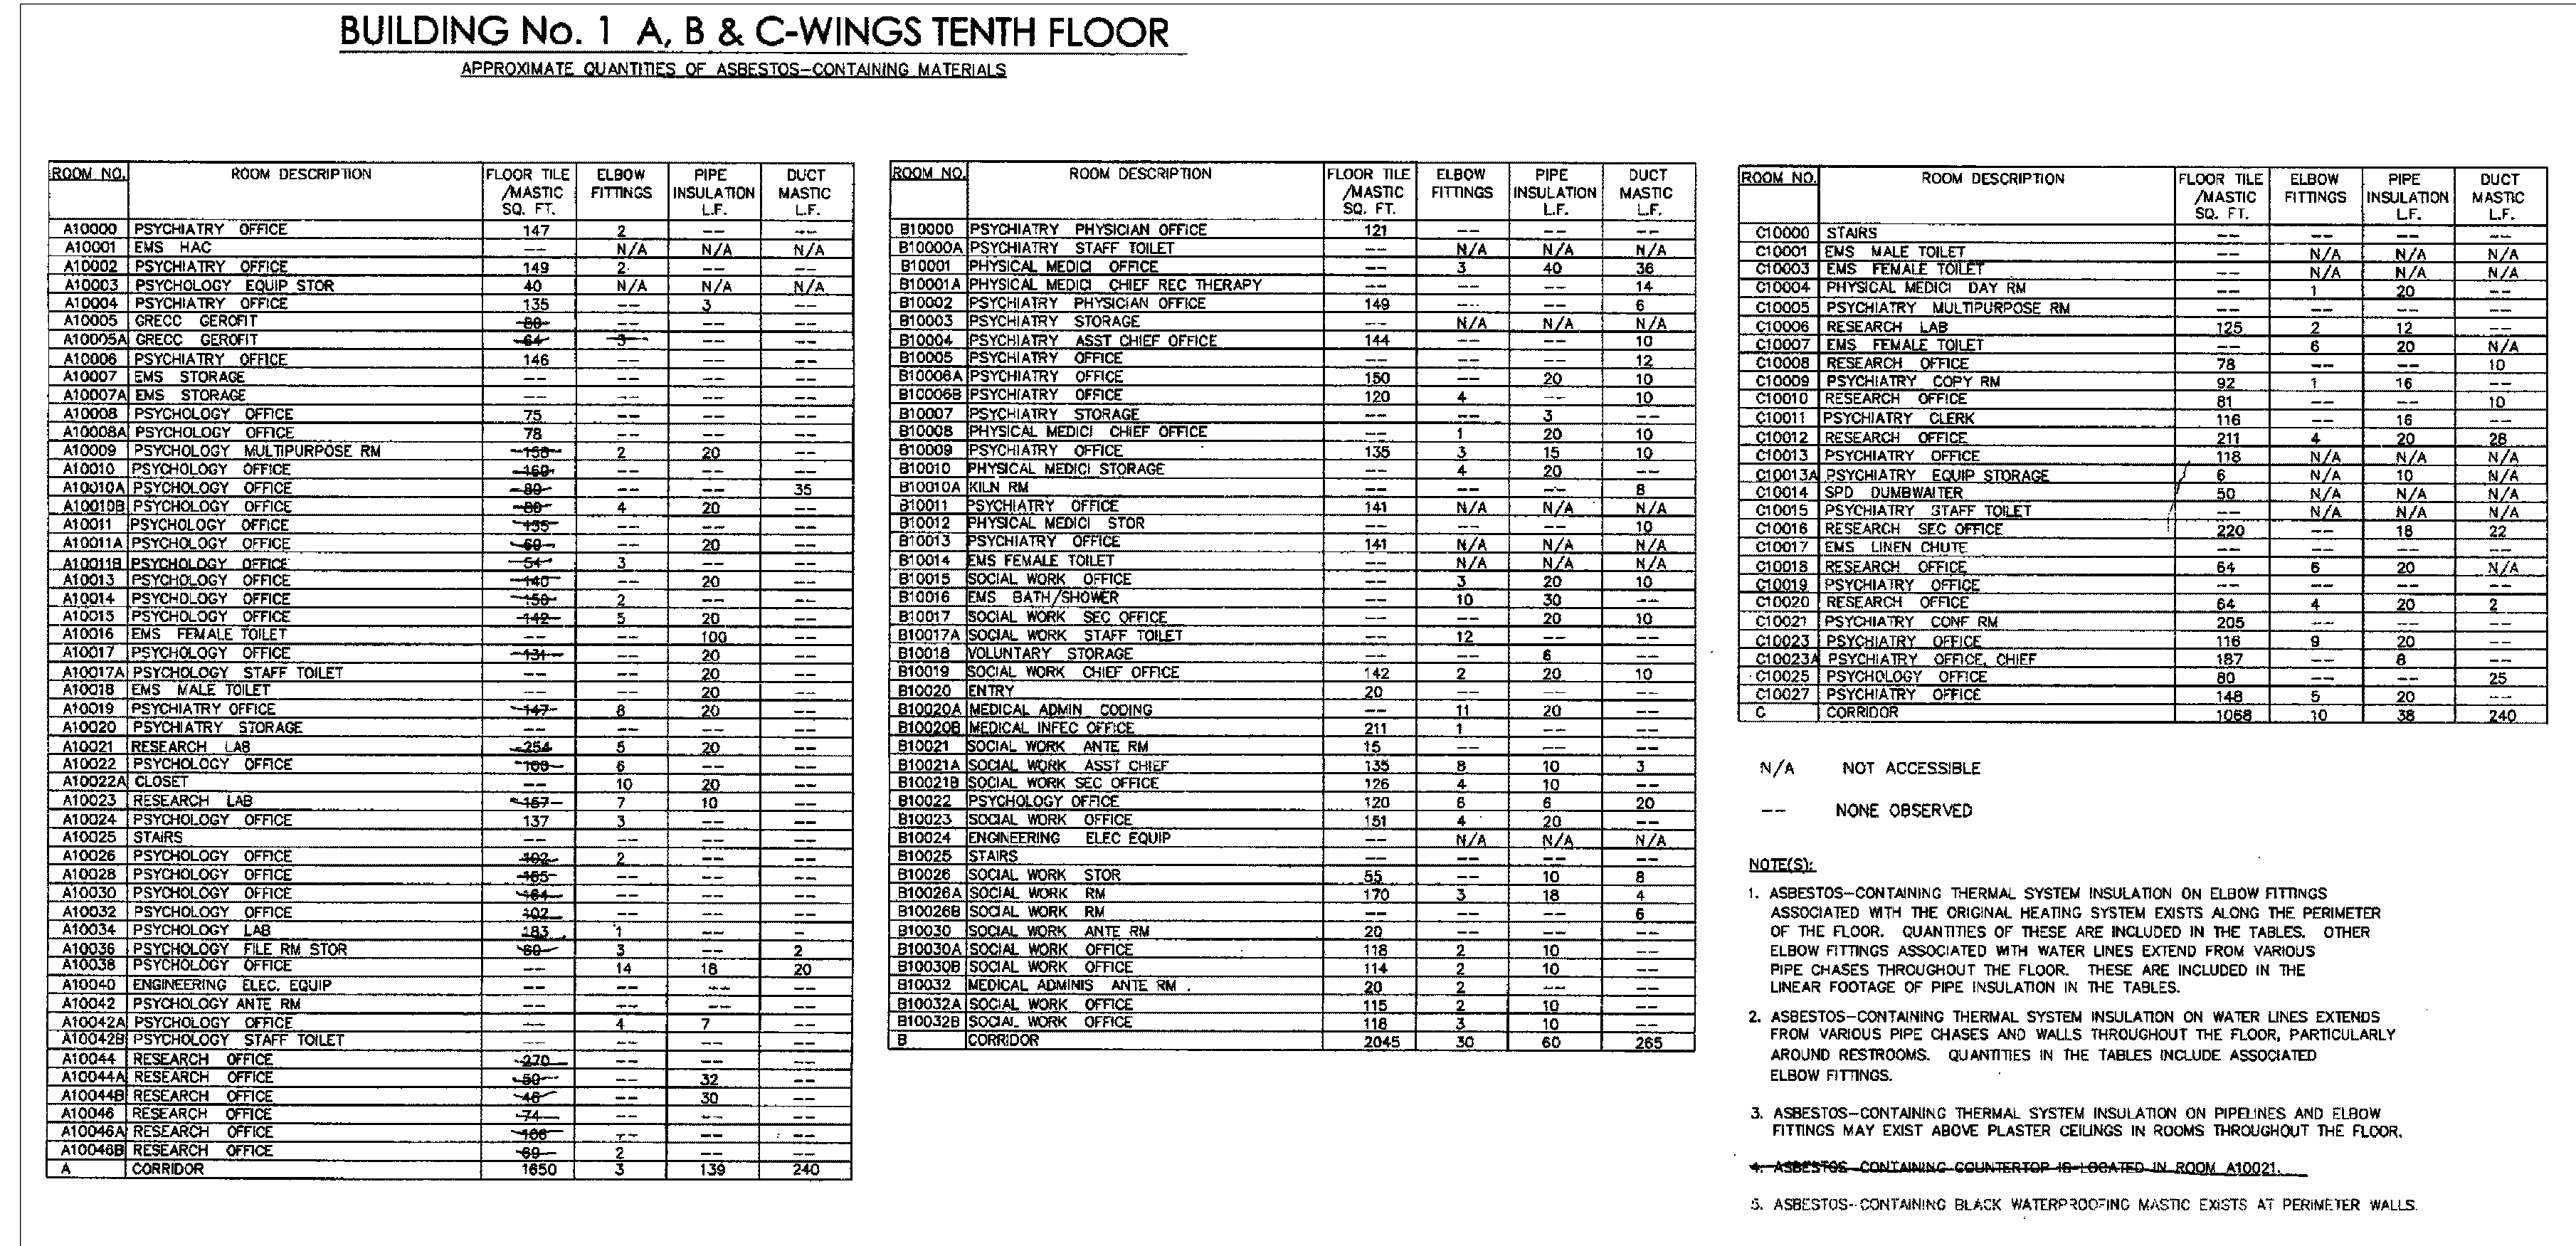 BUILDING No. 1 A, B & C-WINGS TENTH FLOOR
APPROXIMATE QUANTITIES OF ASBESTOS-CONTAINING MATERIALS
ROOM NO. ROOM DESCRIPTION FLOOR TILE /MASTIC SQ. FT. ELBOW FITTINGS PIPE INSULATION L.F. DUCT MASTIC L.F.
A10000 PSYCHIATRY OFFICE 147 2 -- --
A10001 EMS HAC -- N/A N/A N/A
A10002 PSYCHIATRY OFFICE 149 2 -- --
A10003 PSYCHOLOGY EQUIP STOR 40 N/A N/A N/A
A10004 PSYCHIATRY OFFICE 135 -- 3 --
A10005 GRECC GEROFIT 80 -- -- --
A10005A GRECC GEROFIT 64 3 -- --
A10006 PSYCHIATRY OFFICE 146 -- -- --
A10007 EMS STORAGE -- -- -- --
A10007A EMS STORAGE -- -- -- --
A10008 PSYCHOLOGY OFFICE 75 -- -- --
A10008A PSYCHOLOGY OFFICE 78 -- -- --
A10009 PSYCHOLOGY MULTIPURPOSE RM 2 20 --
A10010 PSYCHOLOGY OFFICE 160 -- -- --
A10010A PSYCHOLOGY OFFICE 80 -- -- 35
A10010B PSYCHOLOGY OFFICE 80 4 20 --
A10011 PSYCHOLOGY OFFICE -- -- --
A10011A PSYCHOLOGY OFFICE 60 -- 20 --
A10011B PSYCHOLOGY OFFICE 54 3 -- --
A10013 PSYCHOLOGY OFFICE 140 -- 20 --
A10014 PSYCHOLOGY OFFICE 150 2 -- --
A10015 PSYCHOLOGY OFFICE 142 5 20 --
A10016 EMS FEMALE TOILET -- -- 100 --
A10017 PSYCHOLOGY OFFICE 131 -- 20 --
A10017A PSYCHOLOGY STAFF TOILET -- -- 20 --
A10018 EMS MALE TOILET -- -- 20 --
A10019 PSYCHIATRY OFFICE 147 8 20 --
A10020 PSYCHIATRY STORAGE -- -- -- --
A10021 RESEARCH LAB 254 5 20 --
A10022 PSYCHOLOGY OFFICE 6 -- --
A10022A CLOSET -- 10 20 --
A10023 RESEARCH LAB 7 10 --
A10024 PSYCHOLOGY OFFICE 137 3 -- --
A10025 STAIRS -- -- -- --
A10026 PSYCHOLOGY OFFICE 102 2 -- --
A10028 PSYCHOLOGY OFFICE -- -- --
A10030 PSYCHOLOGY OFFICE 164 -- -- --
A10032 PSYCHOLOGY OFFICE 102 -- -- --
A10034 PSYCHOLOGY LAB 183 1 -- -
A10036 PSYCHOLOGY FILE RM STOR 60 3 -- 2
A10038 PSYCHOLOGY OFFICE -- 14 18 20
A10040 ENGINEERING ELEC. EQUIP -- -- -- --
A10042 PSYCHOLOGY ANTE RM -- -- -- --
A10042A PSYCHOLOGY OFFICE -- 4 7 --
A10042B PSYCHOLOGY STAFF TOILET -- -- -- --
A10044 RESEARCH OFFICE 270 -- -- --
A10044A RESEARCH OFFICE 50 -- 32 --
A10044B RESEARCH OFFICE 46 -- 30 --
A10046 RESEARCH OFFICE 74 -- -- --
A10046A RESEARCH OFFICE -- -- --
A10046B RESEARCH OFFICE 69 2 -- --
A CORRIDOR 1650 3 139 240
ROOM NO. ROOM DESCRIPTION FLOOR TILE /MASTIC SQ. FT. ELBOW FITTINGS PIPE INSULATION L.F. DUCT MASTIC L.F.
B10000 PSYCHIATRY PHYSICIAN OFFICE 121 -- -- --
B10000A PSYCHIATRY STAFF TOILET -- N/A N/A N/A
B10001 PHYSICAL MEDICI OFFICE -- 3 40 36
B10001A PHYSICAL MEDICI CHIEF REC THERAPY -- -- -- 14
B10002 PSYCHIATRY PHYSICIAN OFFICE 149 -- -- 6
B10003 PSYCHIATRY STORAGE -- N/A N/A N/A
B10004 PSYCHIATRY ASST CHIEF OFFICE 144 -- -- 10
B10005 PSYCHIATRY OFFICE -- -- -- 12
B10006A PSYCHIATRY OFFICE 150 -- 20 10
B10006B PSYCHIATRY OFFICE 120 4 -- 10
B10007 PSYCHIATRY STORAGE -- -- 3 --
B10008 PHYSICAL MEDICI CHIEF OFFICE -- 1 20 10
B10009 PSYCHIATRY OFFICE 135 3 15 10
B10010 PHYSICAL MEDICI STORAGE -- 4 20 --
B10010A KILN RM -- -- -- 8
B10011 PSYCHIATRY OFFICE 141 N/A N/A N/A
B10012 PHYSICAL MEDICI STOR -- -- -- 10
B10013 PSYCHIATRY OFFICE 141 N/A N/A N/A
B10014 EMS FEMALE TOILET -- N/A N/A N/A
B10015 SOCIAL WORK OFFICE -- 3 20 10
B10016 EMS BATH/SHOWER -- 10 30 --
B10017 SOCIAL WORK SEC OFFICE -- -- 20 10
B10017A SOCIAL WORK STAFF TOILET -- 12 -- --
B10018 VOLUNTARY STORAGE -- -- 6 --
B10019 SOCIAL WORK CHIEF OFFICE 142 2 20 10
B10020 ENTRY 20 -- -- --
B10020A MEDICAL ADMIN CODING -- 11 20 --
B10020B MEDICAL INFEC OFFICE 211 1 -- --
B10021 SOCIAL WORK ANTE RM 15 -- -- --
B10021A SOCIAL WORK ASST CHIEF 135 8 10 3
B10021B SOCIAL WORK SEC OFFICE 126 4 10 --
B10022 PSYCHOLOGY OFFICE 120 6 6 20
B10023 SOCIAL WORK OFFICE 151 4 20 --
B10024 ENGINEERING ELEC EQUIP -- N/A N/A N/A
B10025 STAIRS -- -- -- --
B10026 SOCIAL WORK STOR 55 -- 10 8
B10026A SOCIAL WORK RM 170 3 18 4
B10026B SOCIAL WORK RM -- -- -- 6
B10030 SOCIAL WORK ANTE RM 20 -- -- --
B10030A SOCIAL WORK OFFICE 118 2 10 --
B10030B SOCIAL WORK OFFICE 114 2 10 --
B10032 MEDICAL ADMINIS ANTE RM . 20 2 -- --
B10032A SOCIAL WORK OFFICE 115 2 10 --
B10032B SOCIAL WORK OFFICE 118 3 10 --
B CORRIDOR 2045 30 60 265
ROOM NO. ROOM DESCRIPTION FLOOR TILE /MASTIC SQ. FT. ELBOW FITTINGS PIPE INSULATION L.F. DUCT MASTIC L.F.
C10000 STAIRS -- -- -- --
C10001 EMS MALE TOILET -- N/A N/A N/A
C10003 EMS FEMALE TOILET -- N/A N/A N/A
C10004 PHYSICAL MEDICI DAY RM -- 1 20 --
C10005 PSYCHIATRY MULTIPURPOSE RM -- -- -- --
C10006 RESEARCH LAB 125 2 12 --
C10007 EMS FEMALE TOILET -- 6 20 N/A
C10008 RESEARCH OFFICE 78 -- -- 10
C10009 PSYCHIATRY COPY RM 92 1 16 --
C10010 RESEARCH OFFICE 81 -- -- 10
C10011 PSYCHIATRY CLERK 116 -- 16 --
C10012 RESEARCH OFFICE 211 4 20 28
C10013 PSYCHIATRY OFFICE 118 N/A N/A N/A
C10013A PSYCHIATRY EQUIP STORAGE 6 N/A 10 N/A
C10014 SPD DUMBWAITER 50 N/A N/A N/A
C10015 PSYCHIATRY STAFF TOILET -- N/A N/A N/A
C10016 RESEARCH SEC OFFICE 220 -- 18 22
C10017 EMS LINEN CHUTE -- -- -- --
C10018 RESEARCH OFFICE 64 6 20 N/A
C10019 PSYCHIATRY OFFICE -- -- -- --
C10020 RESEARCH OFFICE 64 4 20 2
C10021 PSYCHIATRY CONF RM 205 -- -- --
C10023 PSYCHIATRY OFFICE 116 9 20 --
C10023A PSYCHIATRY OFFICE, CHIEF 187 -- 8 --
C10025 PSYCHOLOGY OFFICE 80 -- -- 25
C10027 PSYCHIATRY OFFICE 148 5 20 --
C CORRIDOR 1068 10 38 240
N/A NOT ACCESSIBLE
-- NONE OBSERVED
NOTE(S):
1. ASBESTOS-CONTAINING THERMAL SYSTEM INSULATION ON ELBOW FITTINGS
ASSOCIATED WITH THE ORIGINAL HEATING SYSTEM EXISTS ALONG THE PERIMETER
OF THE FLOOR. QUANTITIES OF THESE ARE INCLUDED IN THE TABLES. OTHER
ELBOW FITTINGS ASSOCIATED WITH WATER LINES EXTEND FROM VARIOUS
PIPE CHASES THROUGHOUT THE FLOOR. THESE ARE INCLUDED IN THE
LINEAR FOOTAGE OF PIPE INSULATION IN THE TABLES.
2. ASBESTOS-CONTAINING THERMAL SYSTEM INSULATION ON WATER LINES EXTENDS
FROM VARIOUS PIPE CHASES AND WALLS THROUGHOUT THE FLOOR, PARTICULARLY
AROUND RESTROOMS. QUANTITIES IN THE TABLES INCLUDE ASSOCIATED
ELBOW FITTINGS.
3. ASBESTOS-CONTAINING THERMAL SYSTEM INSULATION ON PIPELINES AND ELBOW
FITTINGS MAY EXIST ABOVE PLASTER CEILINGS IN ROOMS THROUGHOUT THE FLOOR.
4. ASBESTOS-CONTAINING COUNTERTOP IS LOCATED IN ROOM A10021.
5. ASBESTOS-CONTAINING BLACK WATERPROOFING MASTIC EXISTS AT PERIMETER WALLS.